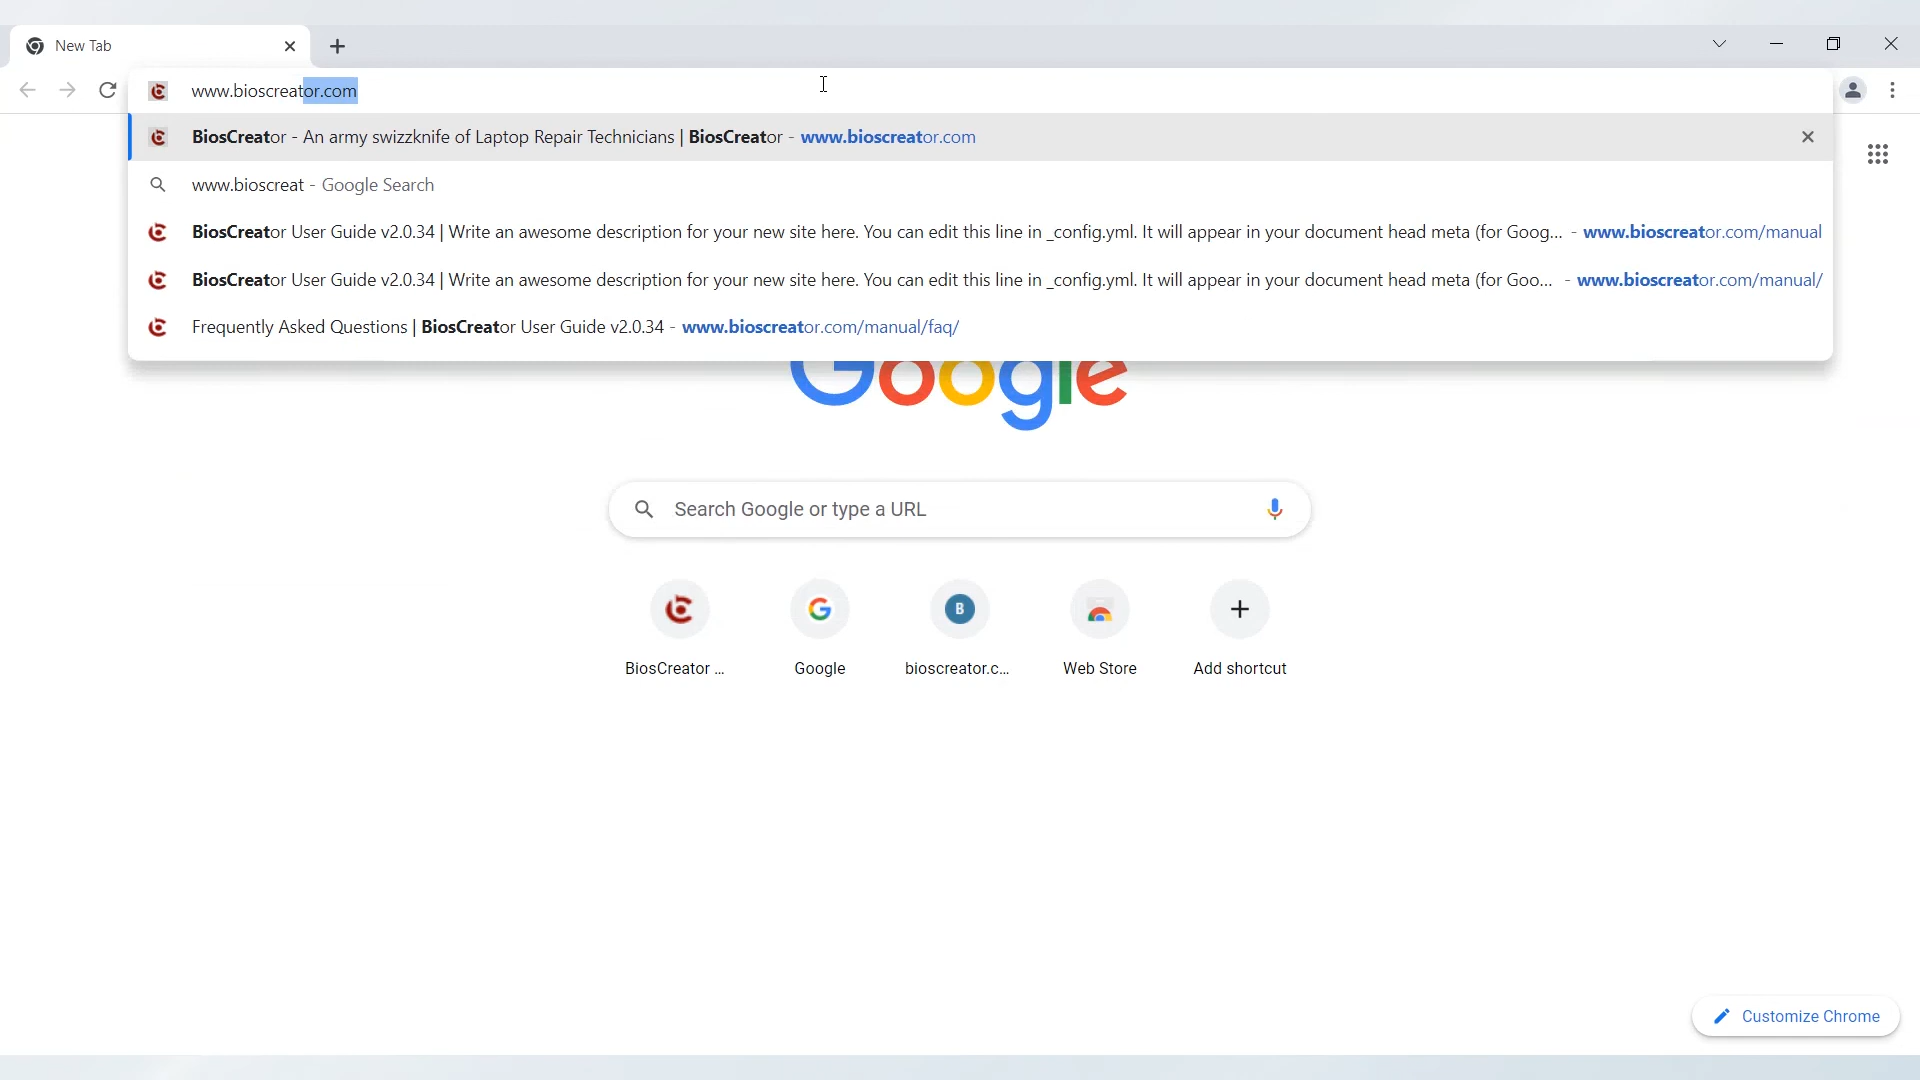 New Tab
www.bioscreator.com
BiosCreator - An army swizzknife of Laptop Repair Technicians | BiosCreator - www.bioscreator.com
www.bioscreat - Google Search
BiosCreator User Guide v2.0.34 | Write an awesome description for your new site here. You can edit this line in _config.yml. It will appear in your document head meta (for Goog... - www.bioscreator.com/manual
BiosCreator User Guide v2.0.34 | Write an awesome description for your new site here. You can edit this line in _config.yml. It will appear in your document head meta (for Goo... - www.bioscreator.com/manual/
Frequently Asked Questions | BiosCreator User Guide v2.0.34 - www.bioscreator.com/manual/faq/
Google
Search Google or type a URL
B
BiosCreator ... Google bioscreator.c... Web Store Add shortcut
Customize Chrome